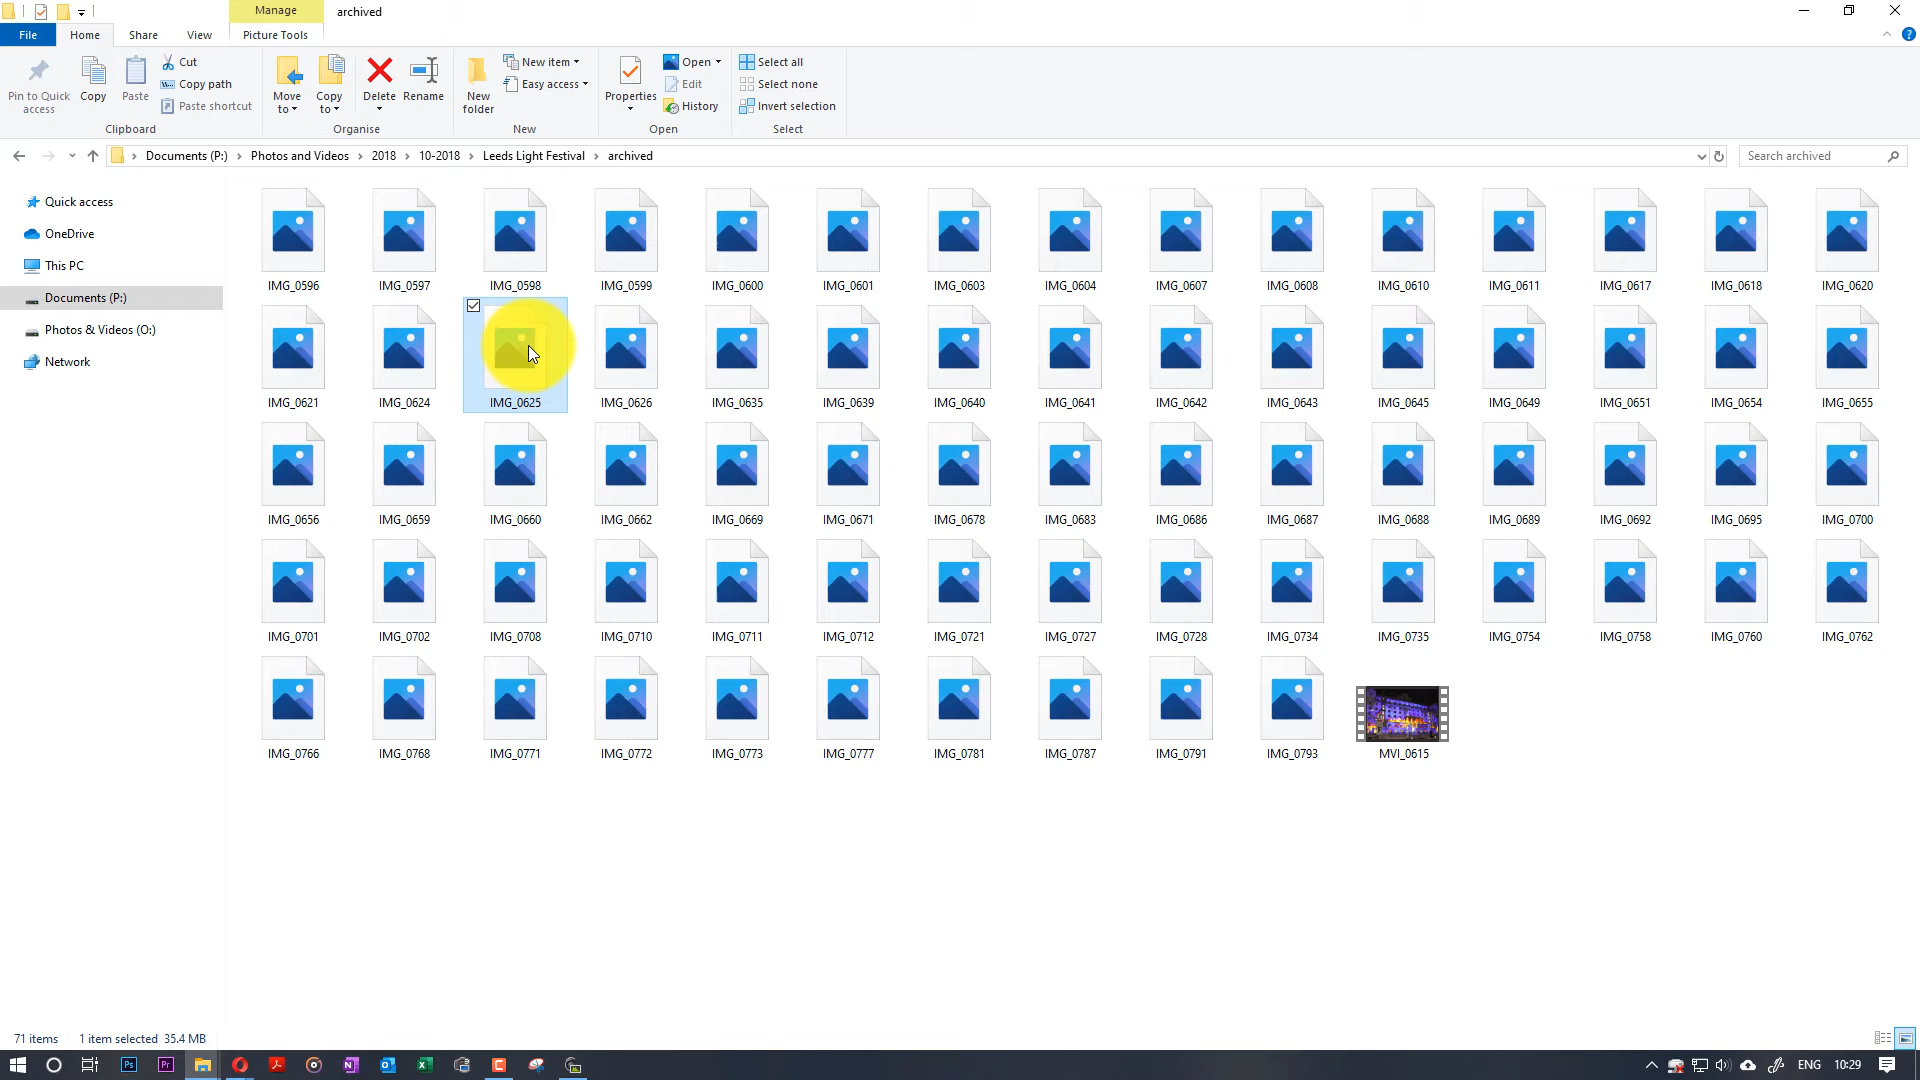 Manage
archived
File
Home
Share
View
Picture Tools
Pin to Quick access
Copy
Paste
Cut
Copy path
Paste shortcut
Clipboard
Move to
Copy to
Delete
Rename
Organise
New folder
New item
Easy access
New
Properties
Open
Edit
History
Open
Select all
Select none
Invert selection
Select
Documents (P:)
Photos and Videos
2018
10-2018
Leeds Light Festival
archived
Search archived
Quick access
OneDrive
This PC
Documents (P:)
Photos & Videos (O:)
Network
IMG_0596 IMG_0597 IMG_0598 IMG_0599 IMG_0600 IMG_0601 IMG_0603 IMG_0604 IMG_0607 IMG_0608 IMG_0610 IMG_0611 IMG_0617 IMG_0618 IMG_0620
IMG_0621 IMG_0624 IMG_0625 IMG_0626 IMG_0635 IMG_0639 IMG_0640 IMG_0641 IMG_0642 IMG_0643 IMG_0645 IMG_0649 IMG_0651 IMG_0654 IMG_0655
IMG_0656 IMG_0659 IMG_0660 IMG_0662 IMG_0669 IMG_0671 IMG_0678 IMG_0683 IMG_0686 IMG_0687 IMG_0688 IMG_0689 IMG_0692 IMG_0695 IMG_0700
IMG_0701 IMG_0702 IMG_0708 IMG_0710 IMG_0711 IMG_0712 IMG_0721 IMG_0727 IMG_0728 IMG_0734 IMG_0735 IMG_0754 IMG_0758 IMG_0760 IMG_0762
IMG_0766 IMG_0768 IMG_0771 IMG_0772 IMG_0773 IMG_0777 IMG_0781 IMG_0787 IMG_0791 IMG_0793 MVI_0615
71 items
1 item selected 35.4 MB
Ps
Pr
ENG
10:29